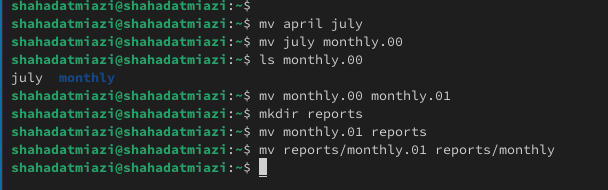 shahadatmiazi@shahadatmiazi:~$
shahadatmiazi@shahadatmiazi:~$ mv april july
shahadatmiazi@shahadatmiazi:~$ mv july monthly.00
shahadatmiazi@shahadatmiazi:~$ ls monthly.00
july  monthly
shahadatmiazi@shahadatmiazi:~$ mv monthly.00 monthly.01
shahadatmiazi@shahadatmiazi:~$ mkdir reports
shahadatmiazi@shahadatmiazi:~$ mv monthly.01 reports
shahadatmiazi@shahadatmiazi:~$ mv reports/monthly.01 reports/monthly
shahadatmiazi@shahadatmiazi:~$